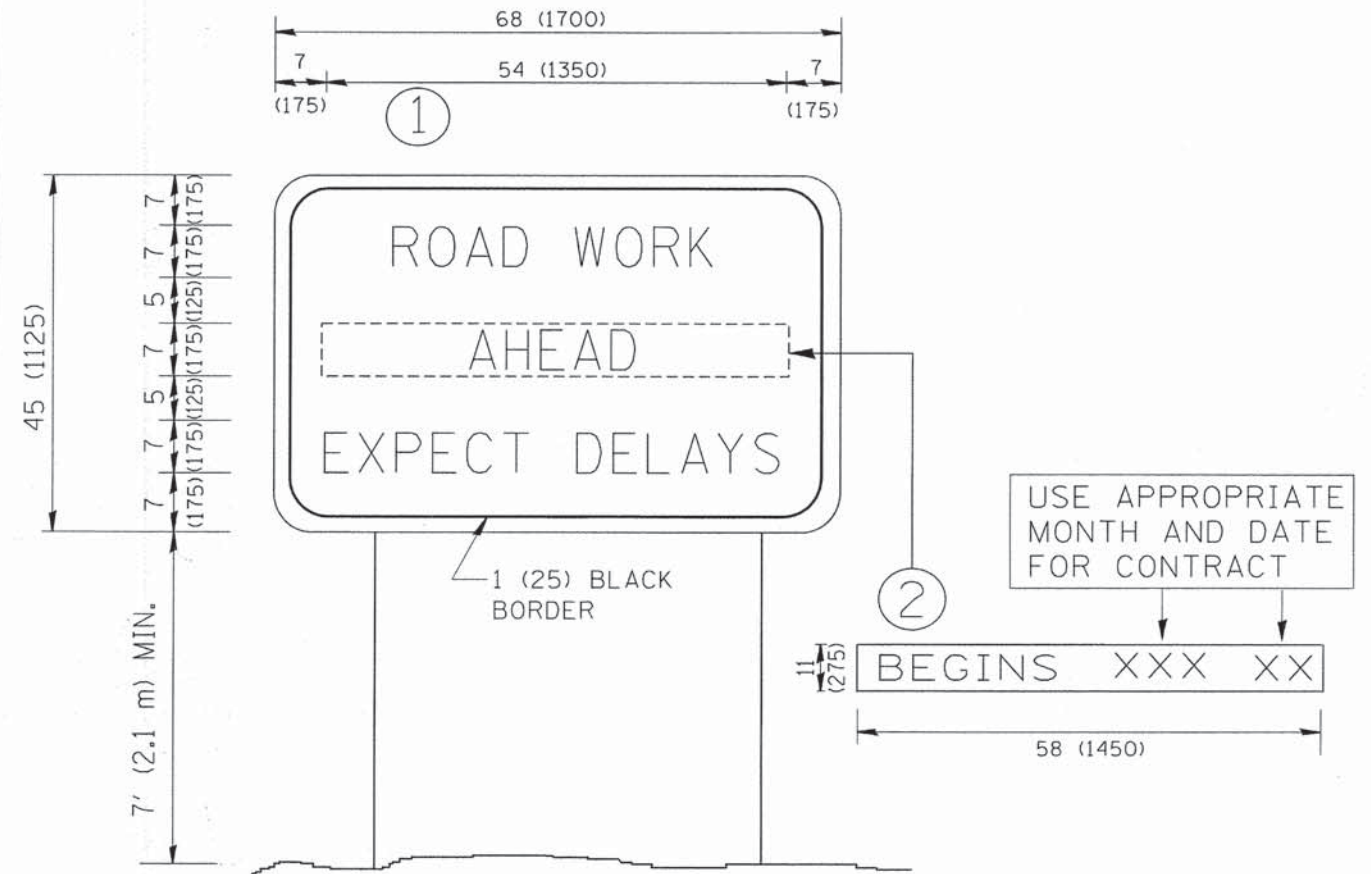 68 (1700)
7
54 (1350)
7
(175)
(175)
1
45 (1125)
7 (175)
7 (175)
5 (125)
7 (175)
5 (125)
7 (175)
7 (175)
ROAD WORK
AHEAD
EXPECT DELAYS
1 (25) BLACK
BORDER
7' (2.1 m) MIN.
2
USE APPROPRIATE
MONTH AND DATE
FOR CONTRACT
11
(275)
BEGINS XXX XX
58 (1450)